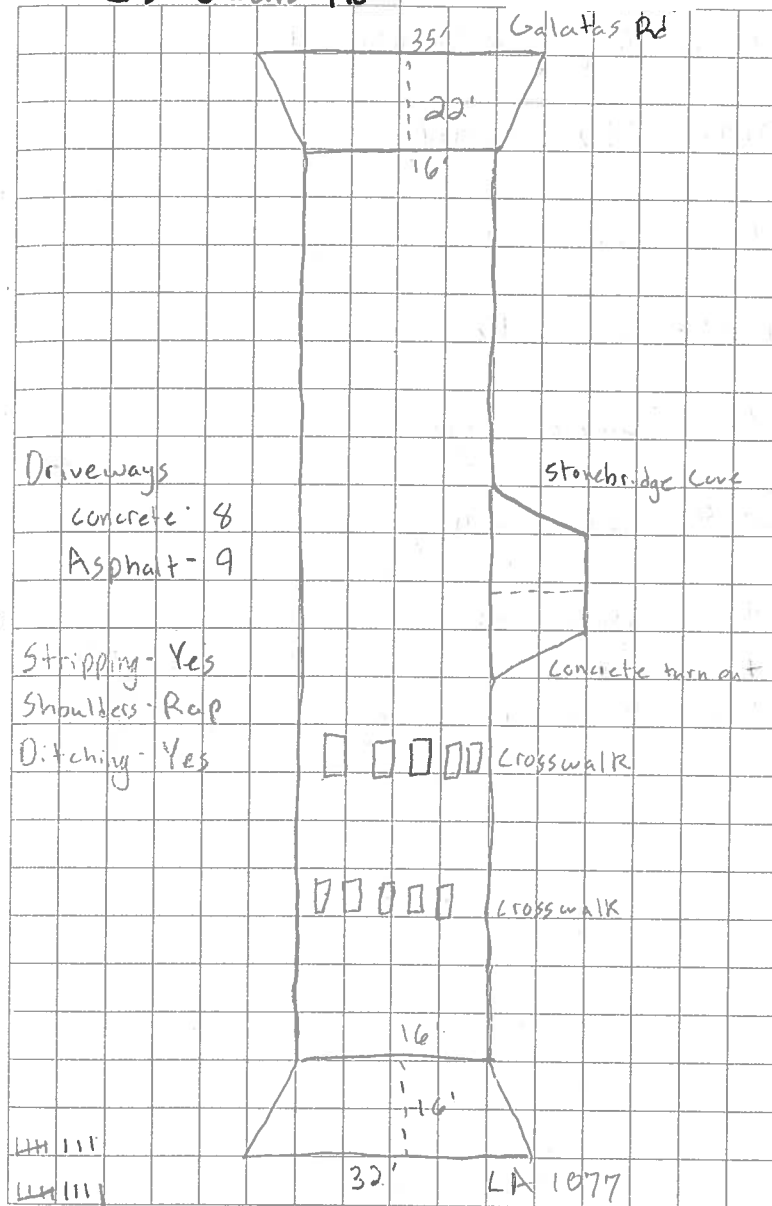 35' Galatas Rd
22'
16'
Driveways
concrete- 8
Asphalt- 9
Stonebridge Cove
Concrete turn out
Stripping- Yes
Shoulders- Rap
Ditching- Yes
Crosswalk
Crosswalk
16'
16'
32'
LA 1077